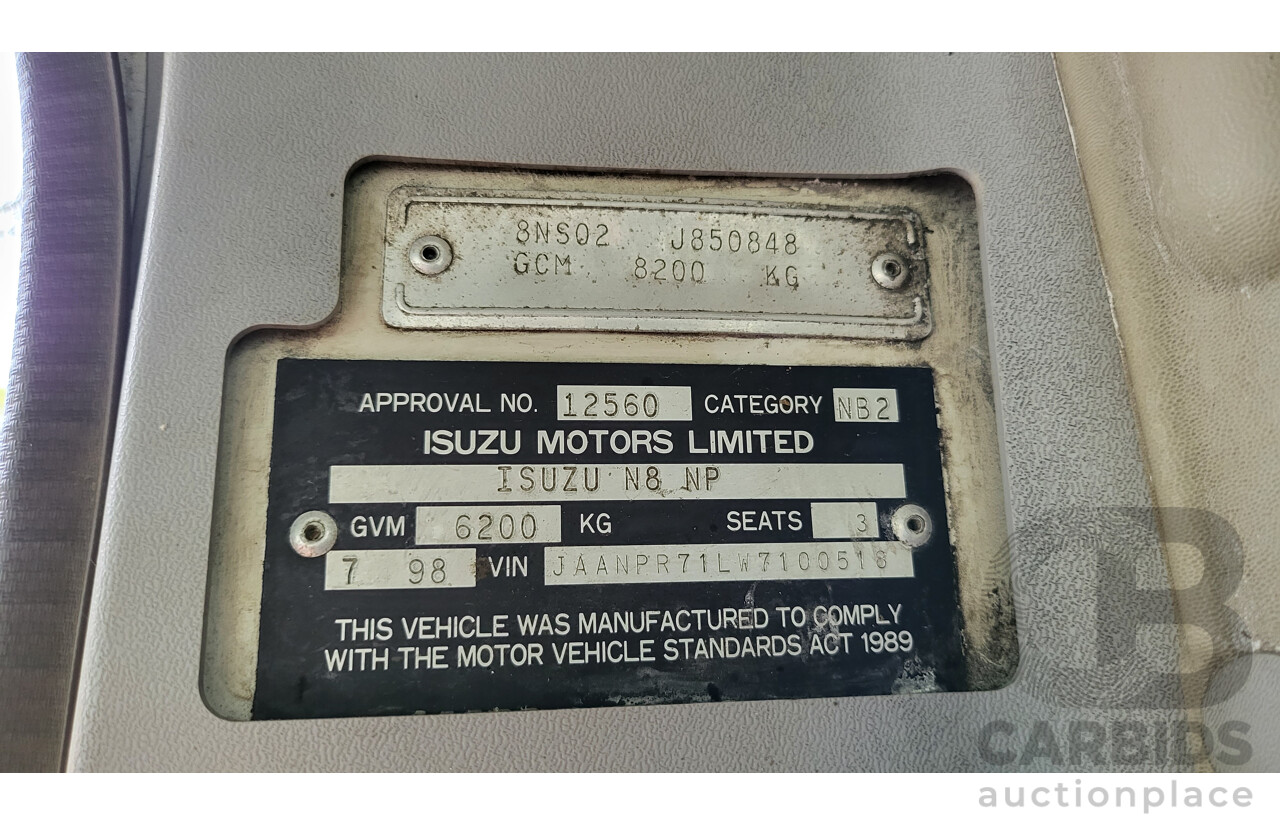 8NS02 J850848
GCM 8200 KG
APPROVAL NO. 12560 CATEGORY NB2
ISUZU MOTORS LIMITED
ISUZU N8 NP
GVM 6200 KG SEATS 3
7 98 VIN JAANPR71LW7100518
THIS VEHICLE WAS MANUFACTURED TO COMPLY
WITH THE MOTOR VEHICLE STANDARDS ACT 1989
CB
CARBIDS
auctionplace